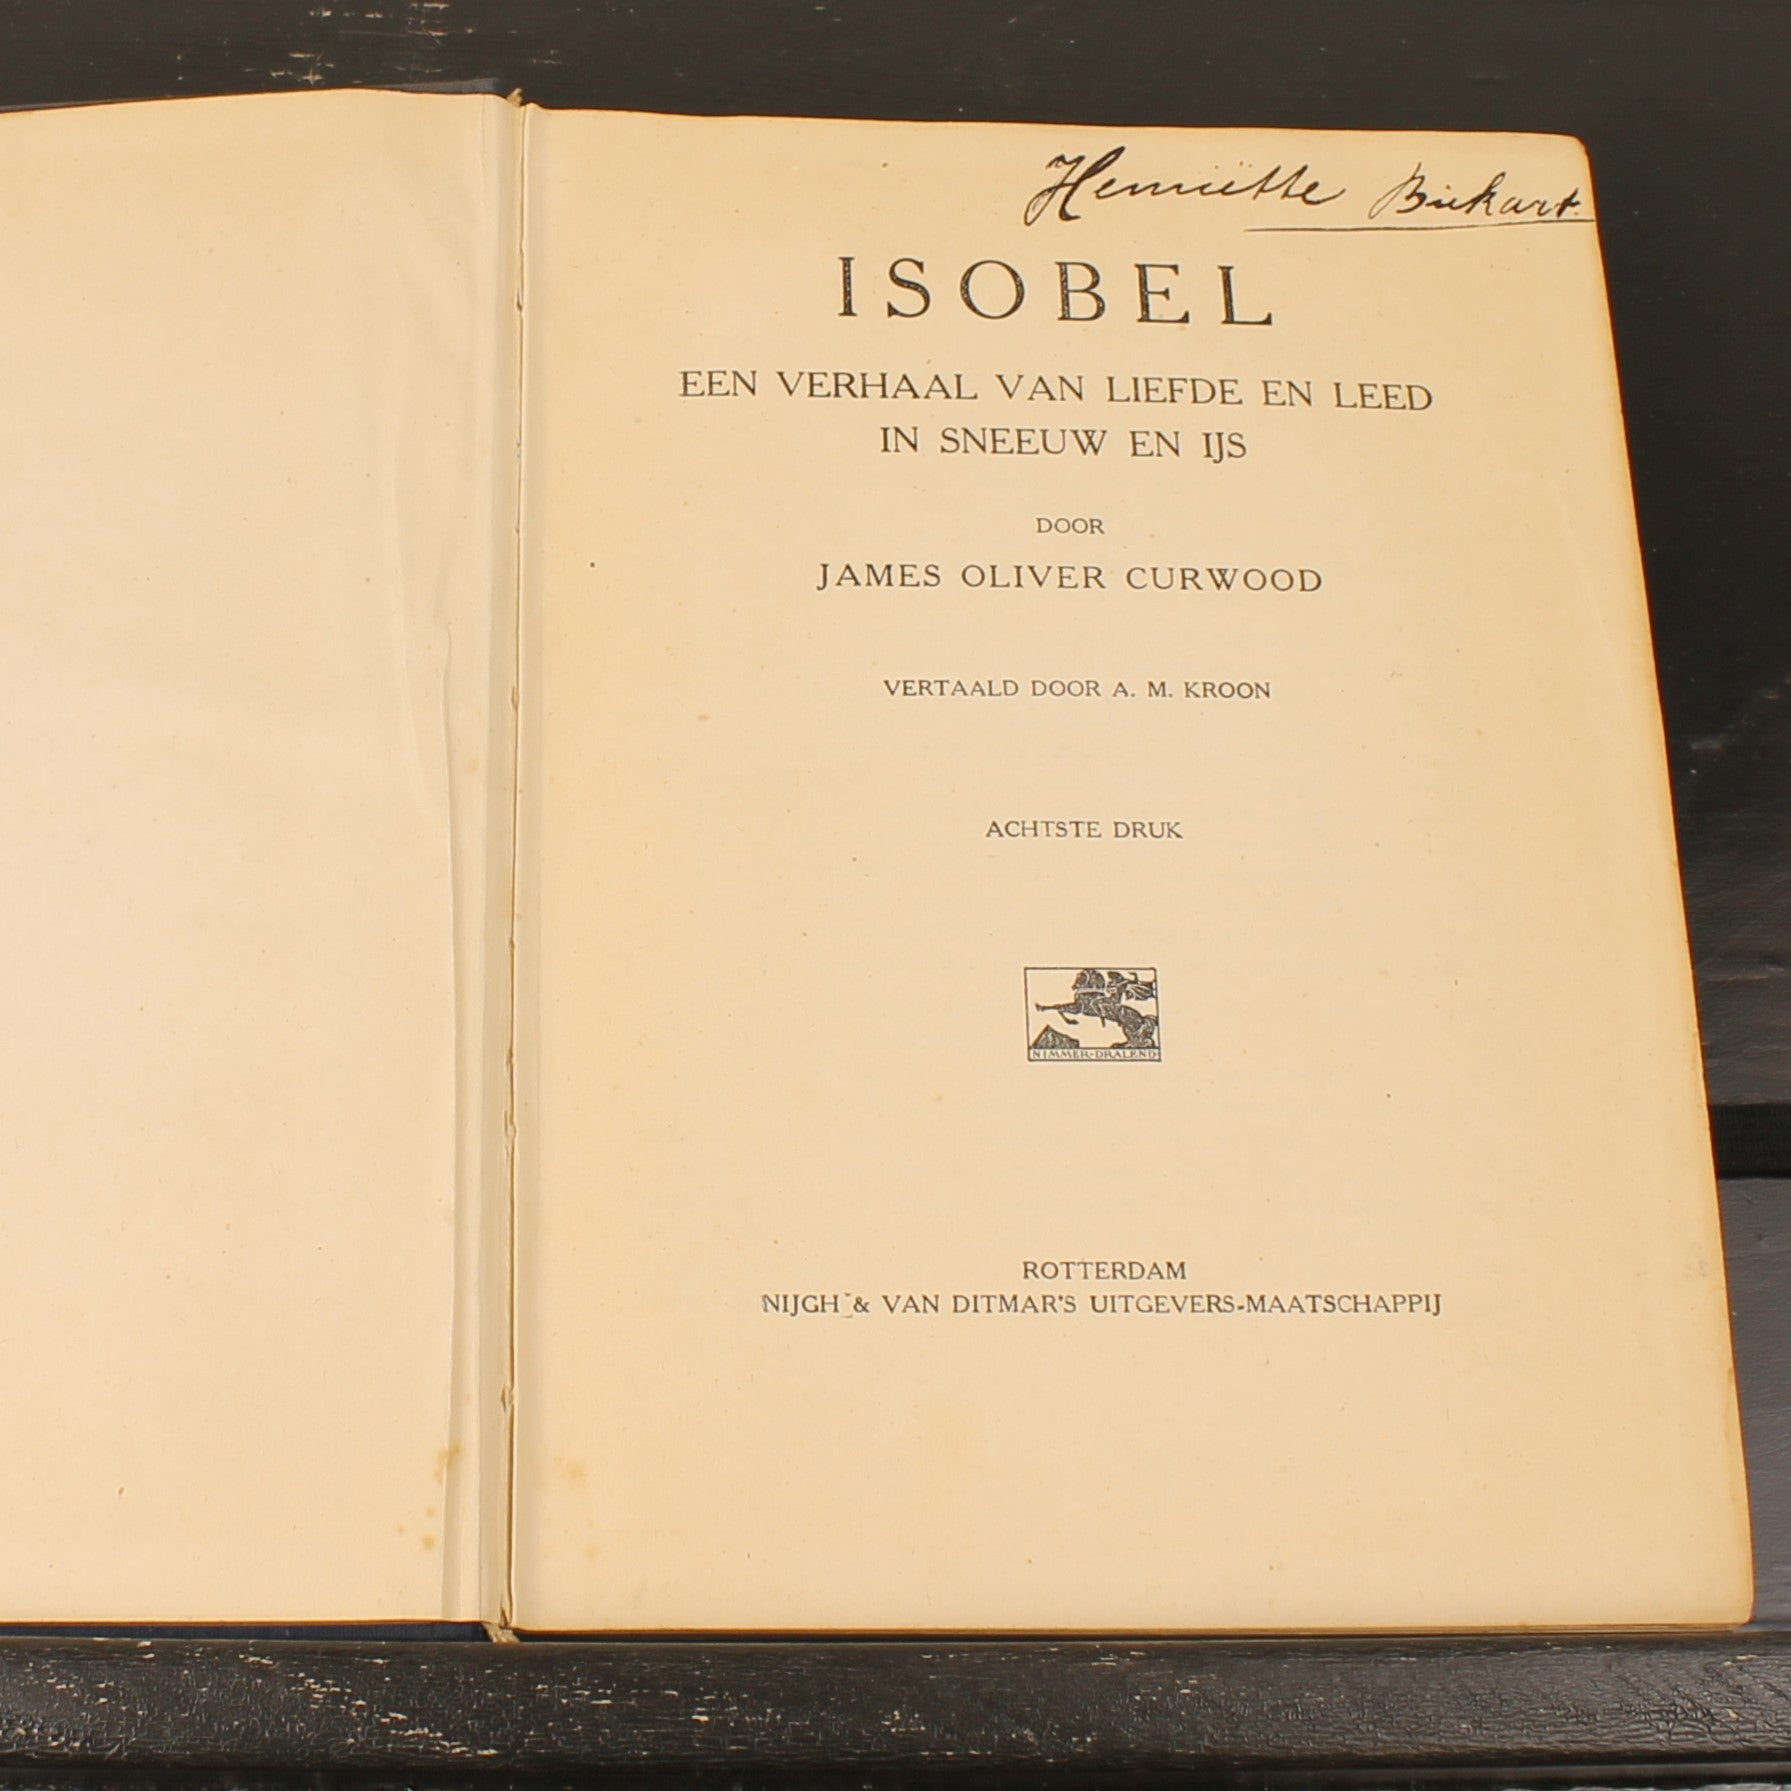 Henriëtte
ISOBEL
EEN VERHAAL VAN LIEFDE EN LEED
IN SNEEUW EN IJS
DOOR
JAMES OLIVER CURWOOD
VERTAALD DOOR A. M. KROON
ACHTSTE DRUK
NIMMER-DRALEND
ROTTERDAM
NIJGH & VAN DITMAR'S UITGEVERS-MAATSCHAPPIJ